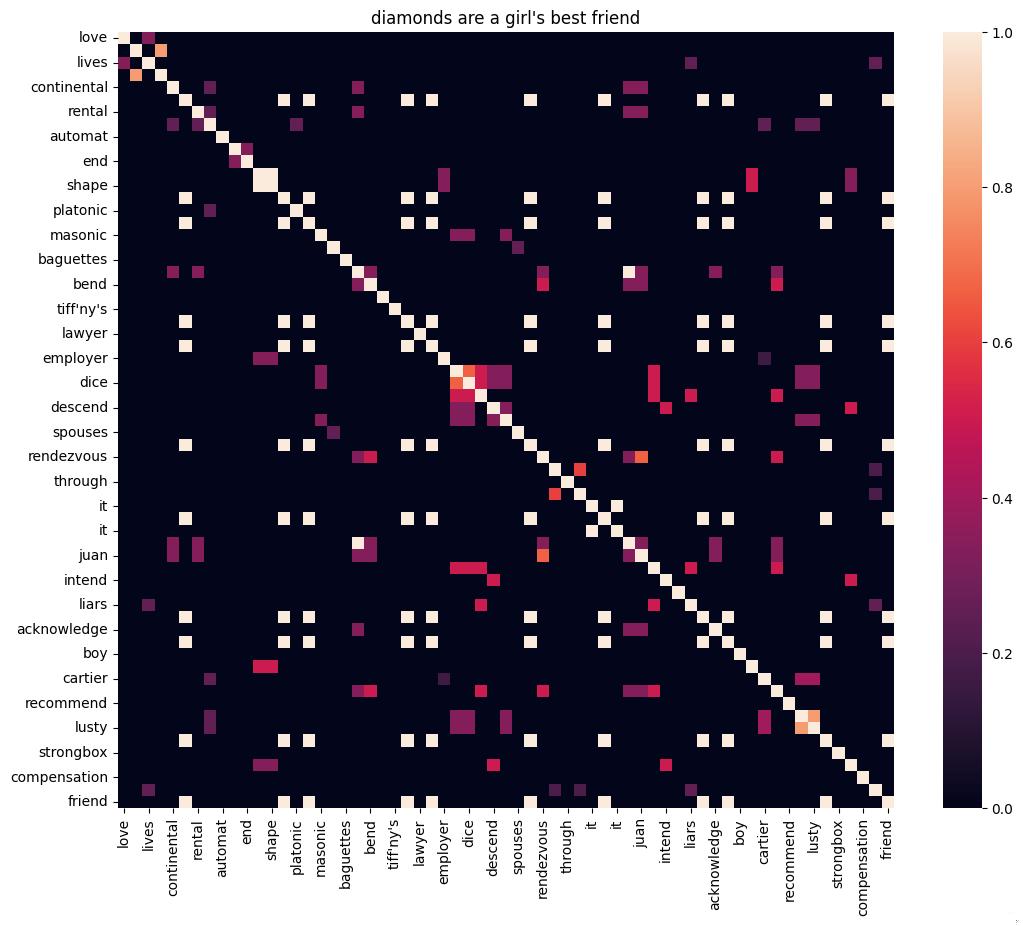 diamonds are a girl's best friend
love
lives
continental
rental
automat
end
shape
platonic
masonic
baguettes
bend
tiff'ny's
lawyer
employer
dice
descend
spouses
rendezvous
through
it
it
juan
intend
liars
acknowledge
boy
cartier
recommend
lusty
strongbox
compensation
friend
1.0
0.8
0.6
0.4
0.2
0.0
love
lives
continental
rental
automat
end
shape
platonic
masonic
baguettes
bend
tiff'ny's
lawyer
employer
dice
descend
spouses
rendezvous
through
it
it
juan
intend
liars
acknowledge
boy
cartier
recommend
lusty
strongbox
compensation
friend